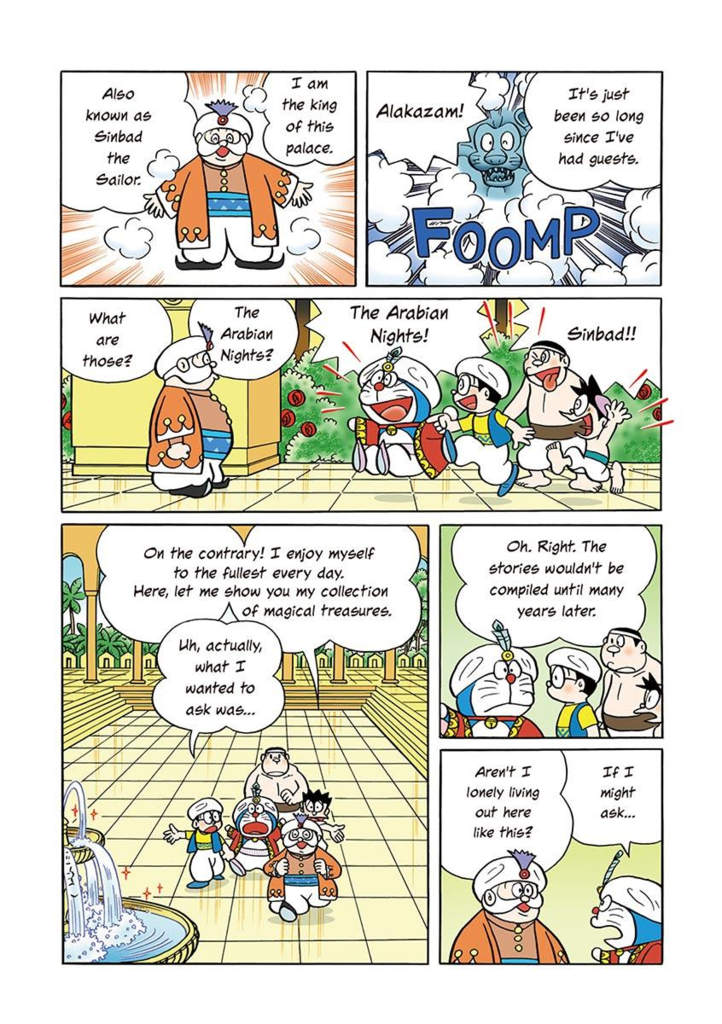 It's just
been so long
since I've
had guests.
Alakazam!
FOOMP
I am
the king
of this
palace.
Also
known as
Sinbad
the
Sailor.
Sinbad!!
The Arabian
Nights!
The
Arabian
Nights?
What
are
those?
Oh. Right. The
stories wouldn't be
compiled until many
years later.
If I
might
ask...
Aren't I
lonely living
out here
like this?
On the contrary! I enjoy myself
to the fullest every day.
Here, let me show you my collection
of magical treasures.
Uh, actually,
what I
wanted to
ask was...